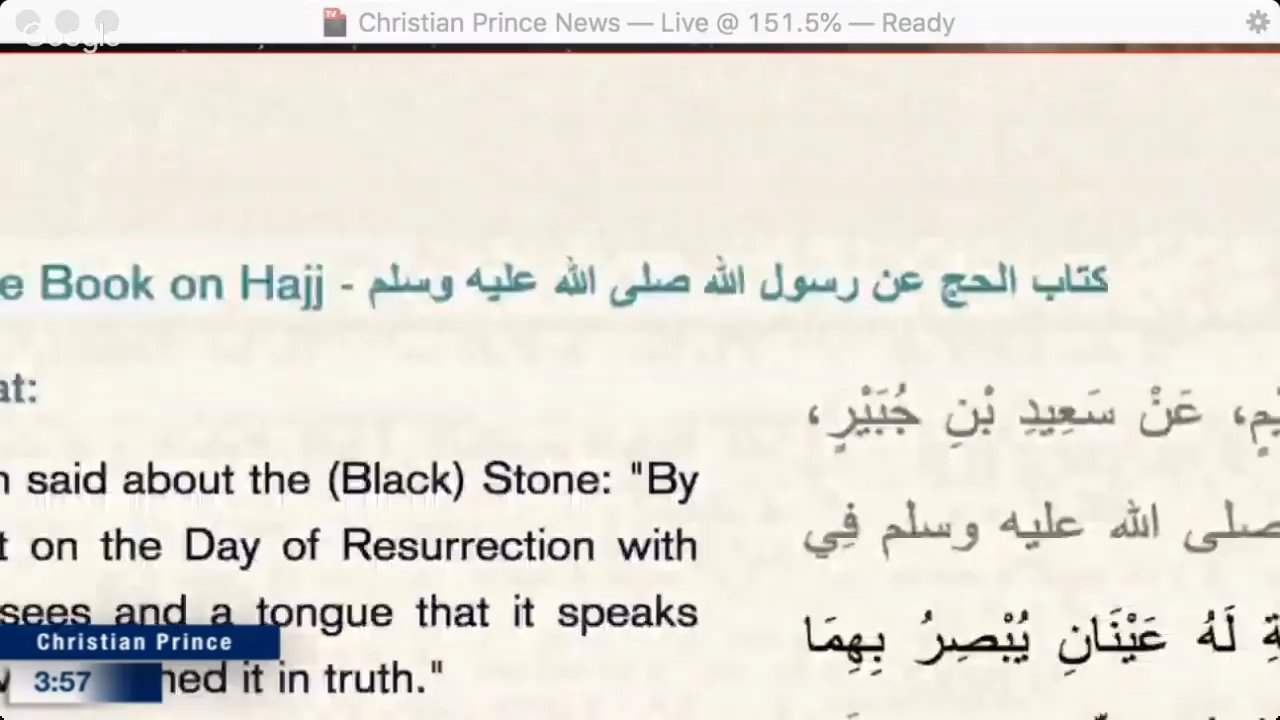 Christian Prince News — Live @ 151.5% — Ready
Google
e Book on Hajj - كتاب الحج عن رسول الله صلى الله عليه وسلم
at:
يمٍ، عَنْ سَعِيدِ بْنِ جُبَيْرٍ،
n said about the (Black) Stone: "By
t on the Day of Resurrection with
صلى الله عليه وسلم فِي
sees and a tongue that it speaks
لَهُ عَيْنَانِ يُبْصِرُ بِهِمَا
Christian Prince
ned it in truth."
3:57